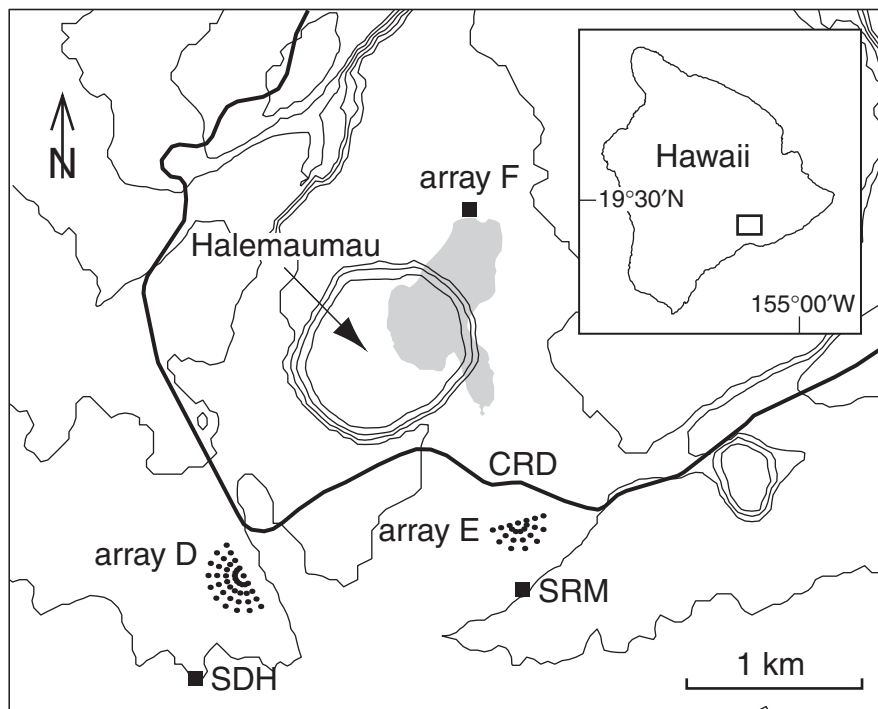 N
array F
Halemaumau
Hawaii
19°30′N
155°00′W
CRD
array E
array D
SRM
SDH
1 km